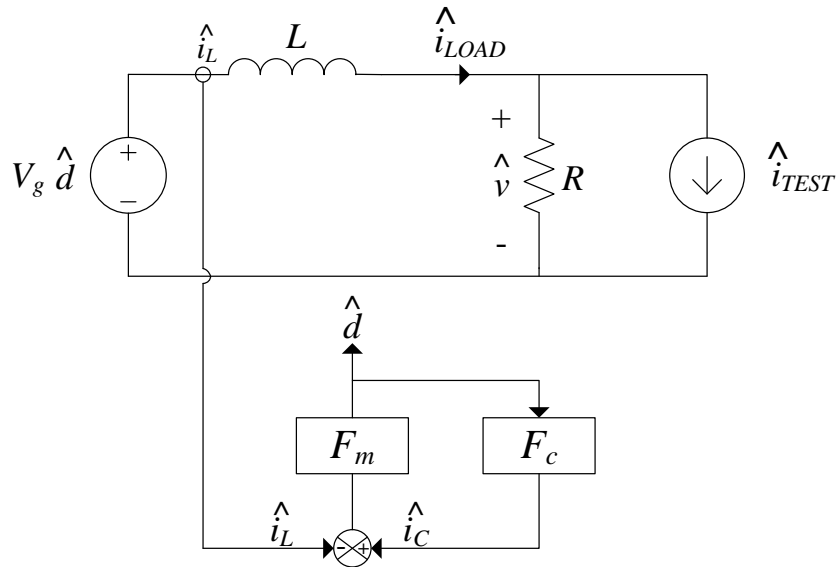 î_L
L
î_LOAD
+
−
V_g d̂
+
v̂
-
R
î_TEST
d̂
F_m
F_c
î_L
-
+
î_C